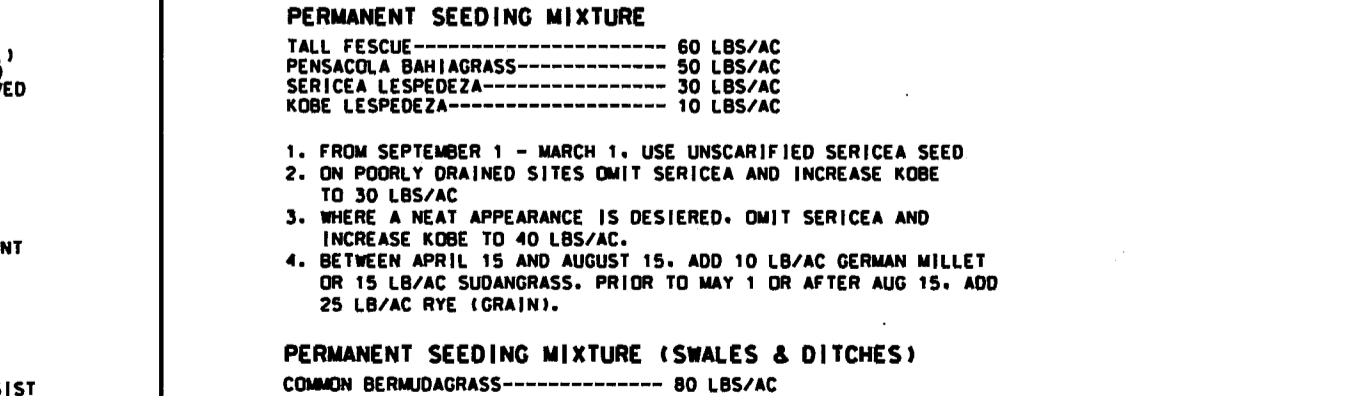 PERMANENT SEEDING MIXTURE
TALL FESCUE---------------------- 60 LBS/AC
PENSACOLA BAHIAGRASS------------- 50 LBS/AC
SERICEA LESPEDEZA---------------- 30 LBS/AC
KOBE LESPEDEZA------------------- 10 LBS/AC
1. FROM SEPTEMBER 1 - MARCH 1. USE UNSCARIFIED SERICEA SEED
2. ON POORLY DRAINED SITES OMIT SERICEA AND INCREASE KOBE
TO 30 LBS/AC
3. WHERE A NEAT APPEARANCE IS DESIERED. OMIT SERICEA AND
INCREASE KOBE TO 40 LBS/AC.
4. BETWEEN APRIL 15 AND AUGUST 15. ADD 10 LB/AC GERMAN MILLET
OR 15 LB/AC SUDANGRASS. PRIOR TO MAY 1 OR AFTER AUG 15. ADD
25 LB/AC RYE (GRAIN).
PERMANENT SEEDING MIXTURE (SWALES & DITCHES)
COMMON BERMUDAGRASS-------------- 80 LBS/AC